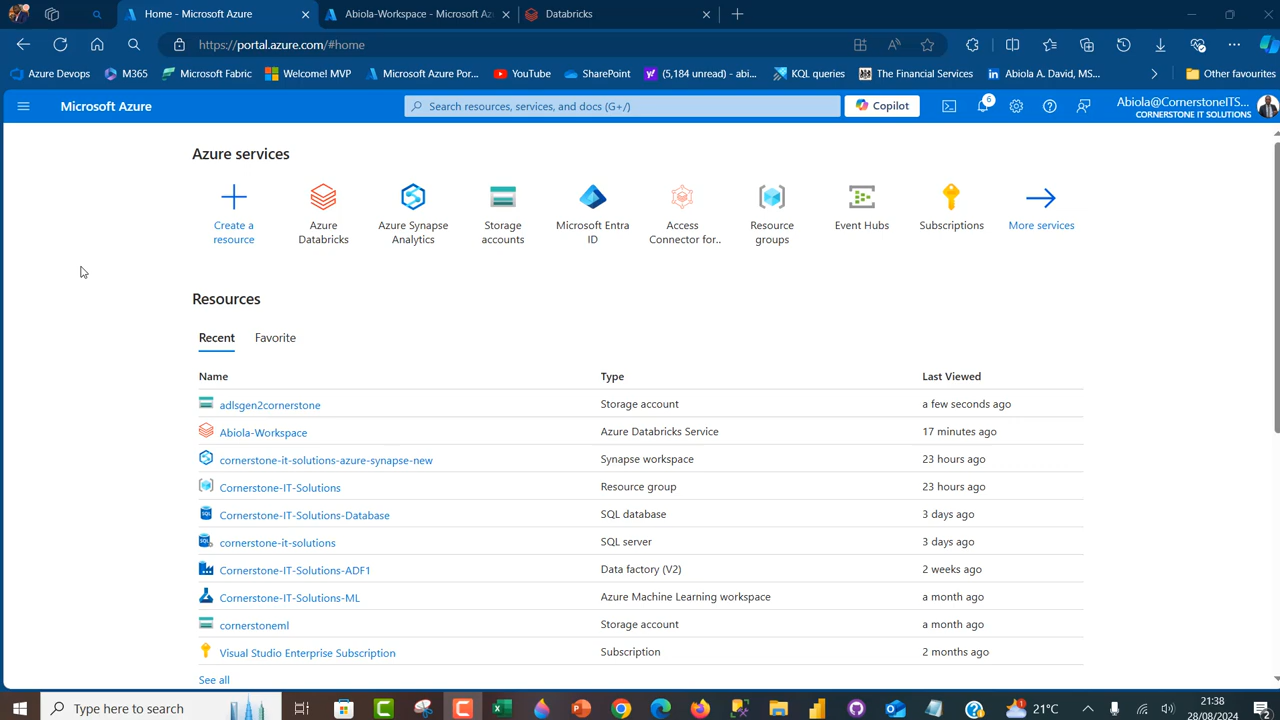 Home - Microsoft Azure
Abiola-Workspace - Microsoft Az
Databricks
https://portal.azure.com/#home
Azure Devops
M365
Microsoft Fabric
Welcome! MVP
Microsoft Azure Por...
YouTube
SharePoint
(5,184 unread) - abi...
KQL queries
The Financial Services
Abiola A. David, MS...
Other favourites
Microsoft Azure
Search resources, services, and docs (G+/)
Copilot
6
Abiola@CornerstoneITS...
CORNERSTONE IT SOLUTIONS
Azure services
Create a resource
Azure Databricks
Azure Synapse Analytics
Storage accounts
Microsoft Entra ID
Access Connector for..
Resource groups
Event Hubs
Subscriptions
More services
Resources
Recent Favorite
Name Type Last Viewed
adlsgen2cornerstone Storage account a few seconds ago
Abiola-Workspace Azure Databricks Service 17 minutes ago
cornerstone-it-solutions-azure-synapse-new Synapse workspace 23 hours ago
Cornerstone-IT-Solutions Resource group 23 hours ago
Cornerstone-IT-Solutions-Database SQL database 3 days ago
cornerstone-it-solutions SQL server 3 days ago
Cornerstone-IT-Solutions-ADF1 Data factory (V2) 2 weeks ago
Cornerstone-IT-Solutions-ML Azure Machine Learning workspace a month ago
cornerstoneml Storage account a month ago
Visual Studio Enterprise Subscription Subscription 2 months ago
See all
Type here to search
21°C
21:38
28/08/2024
2